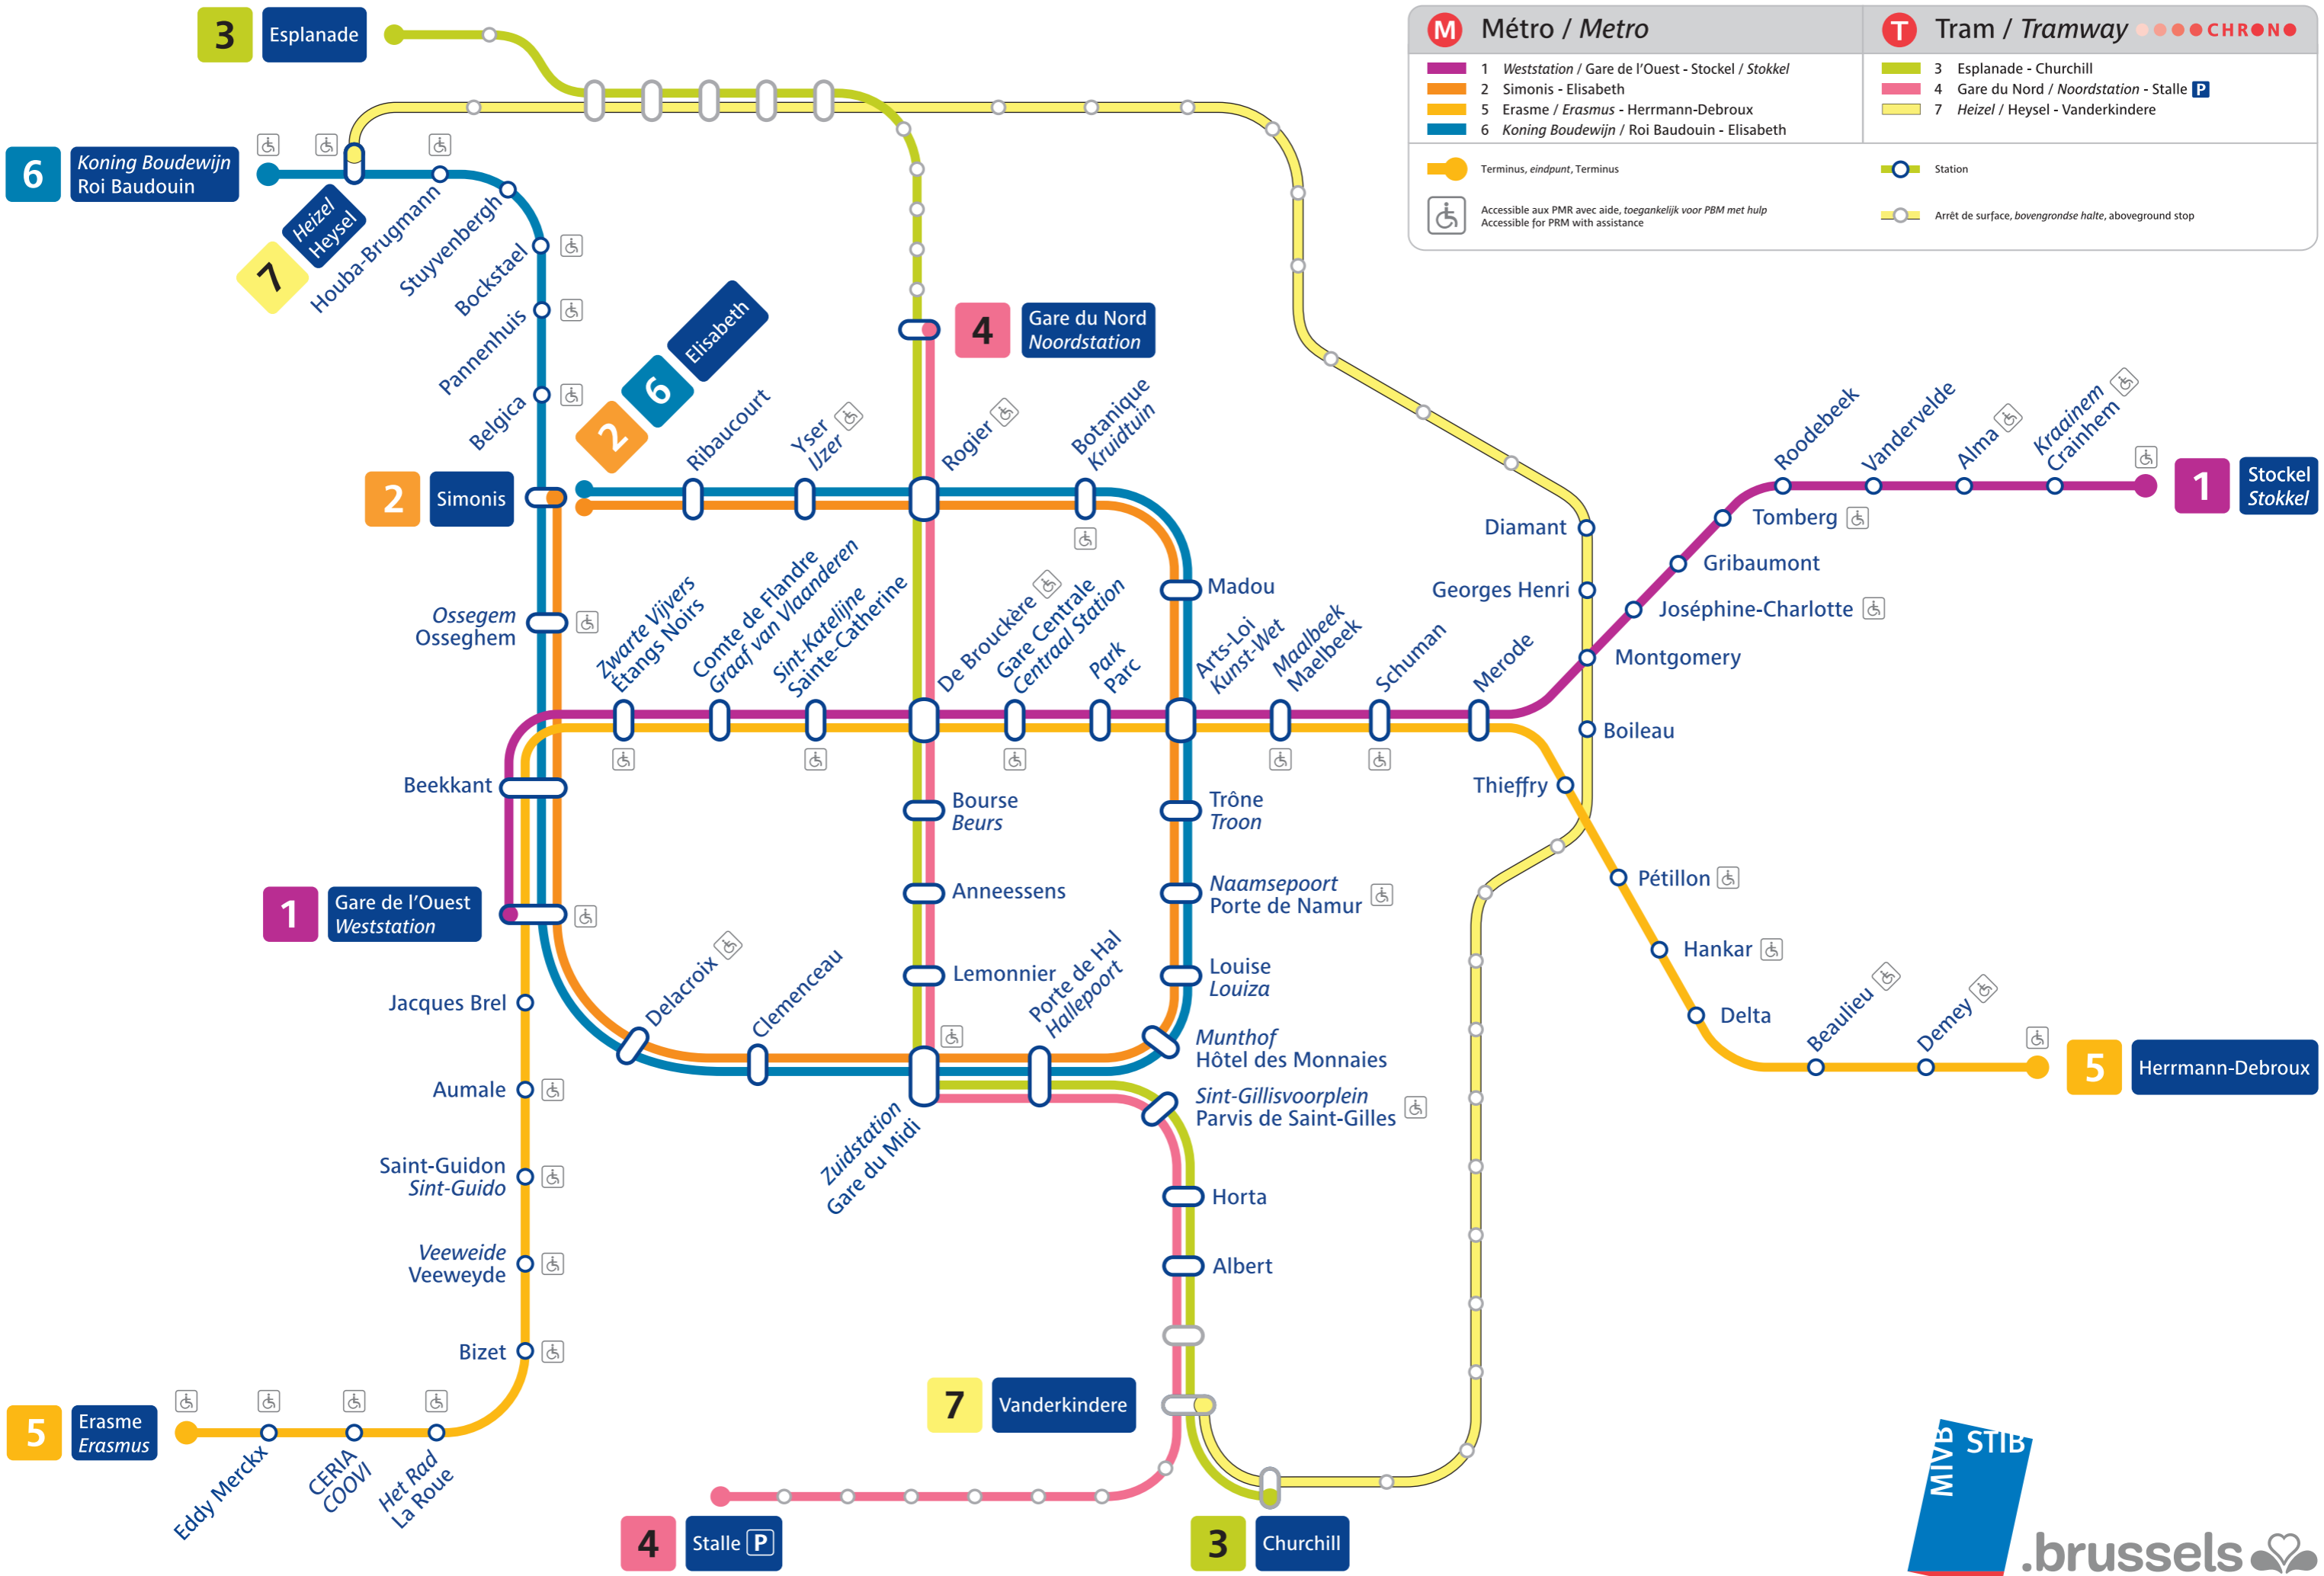 3
Esplanade
M
Métro / Metro
1 Weststation / Gare de l'Ouest - Stockel / Stokkel
2 Simonis - Elisabeth
5 Erasme / Erasmus - Herrmann-Debroux
6 Koning Boudewijn / Roi Baudouin - Elisabeth
T
Tram / Tramway CHRONO
3 Esplanade - Churchill
4 Gare du Nord / Noordstation - Stalle P
7 Heizel / Heysel - Vanderkindere
Terminus, eindpunt, Terminus
Station
Accessible aux PMR avec aide, toegankelijk voor PBM met hulp
Accessible for PRM with assistance
Arrêt de surface, bovengrondse halte, aboveground stop
6
Koning Boudewijn
Roi Baudouin
7
Heizel
Heysel
Houba-Brugmann
Stuyvenbergh
Bockstael
Pannenhuis
Belgica
2
6
Elisabeth
4
Gare du Nord
Noordstation
2
Simonis
Ribaucourt
Yser
IJzer
Rogier
Botanique
Kruidtuin
Diamant
Georges Henri
Roodebeek
Vandervelde
Alma
Kraainem
Crainhem
1
Stockel
Stokkel
Tomberg
Gribaumont
Joséphine-Charlotte
Montgomery
Boileau
Madou
Ossegem
Osseghem
Zwarte Vijvers
Étangs Noirs
Comte de Flandre
Graaf van Vlaanderen
Sint-Katelijne
Sainte-Catherine
De Brouckère
Gare Centrale
Centraal Station
Park
Parc
Arts-Loi
Kunst-Wet
Maalbeek
Maelbeek
Schuman
Merode
Beekkant
Bourse
Beurs
Trône
Troon
Thieffry
1
Gare de l'Ouest
Weststation
Anneessens
Naamsepoort
Porte de Namur
Pétillon
Hankar
Delta
Beaulieu
Demey
5
Herrmann-Debroux
Jacques Brel
Delacroix
Clemenceau
Lemonnier
Porte de Hal
Hallepoort
Louise
Louiza
Munthof
Hôtel des Monnaies
Aumale
Zuidstation
Gare du Midi
Sint-Gillisvoorplein
Parvis de Saint-Gilles
Saint-Guidon
Sint-Guido
Horta
Veeweide
Veeweyde
Albert
Bizet
5
Erasme
Erasmus
Eddy Merckx
CERIA
COOVI
Het Rad
La Roue
7
Vanderkindere
4
Stalle P
3
Churchill
MIVB
STIB
.brussels